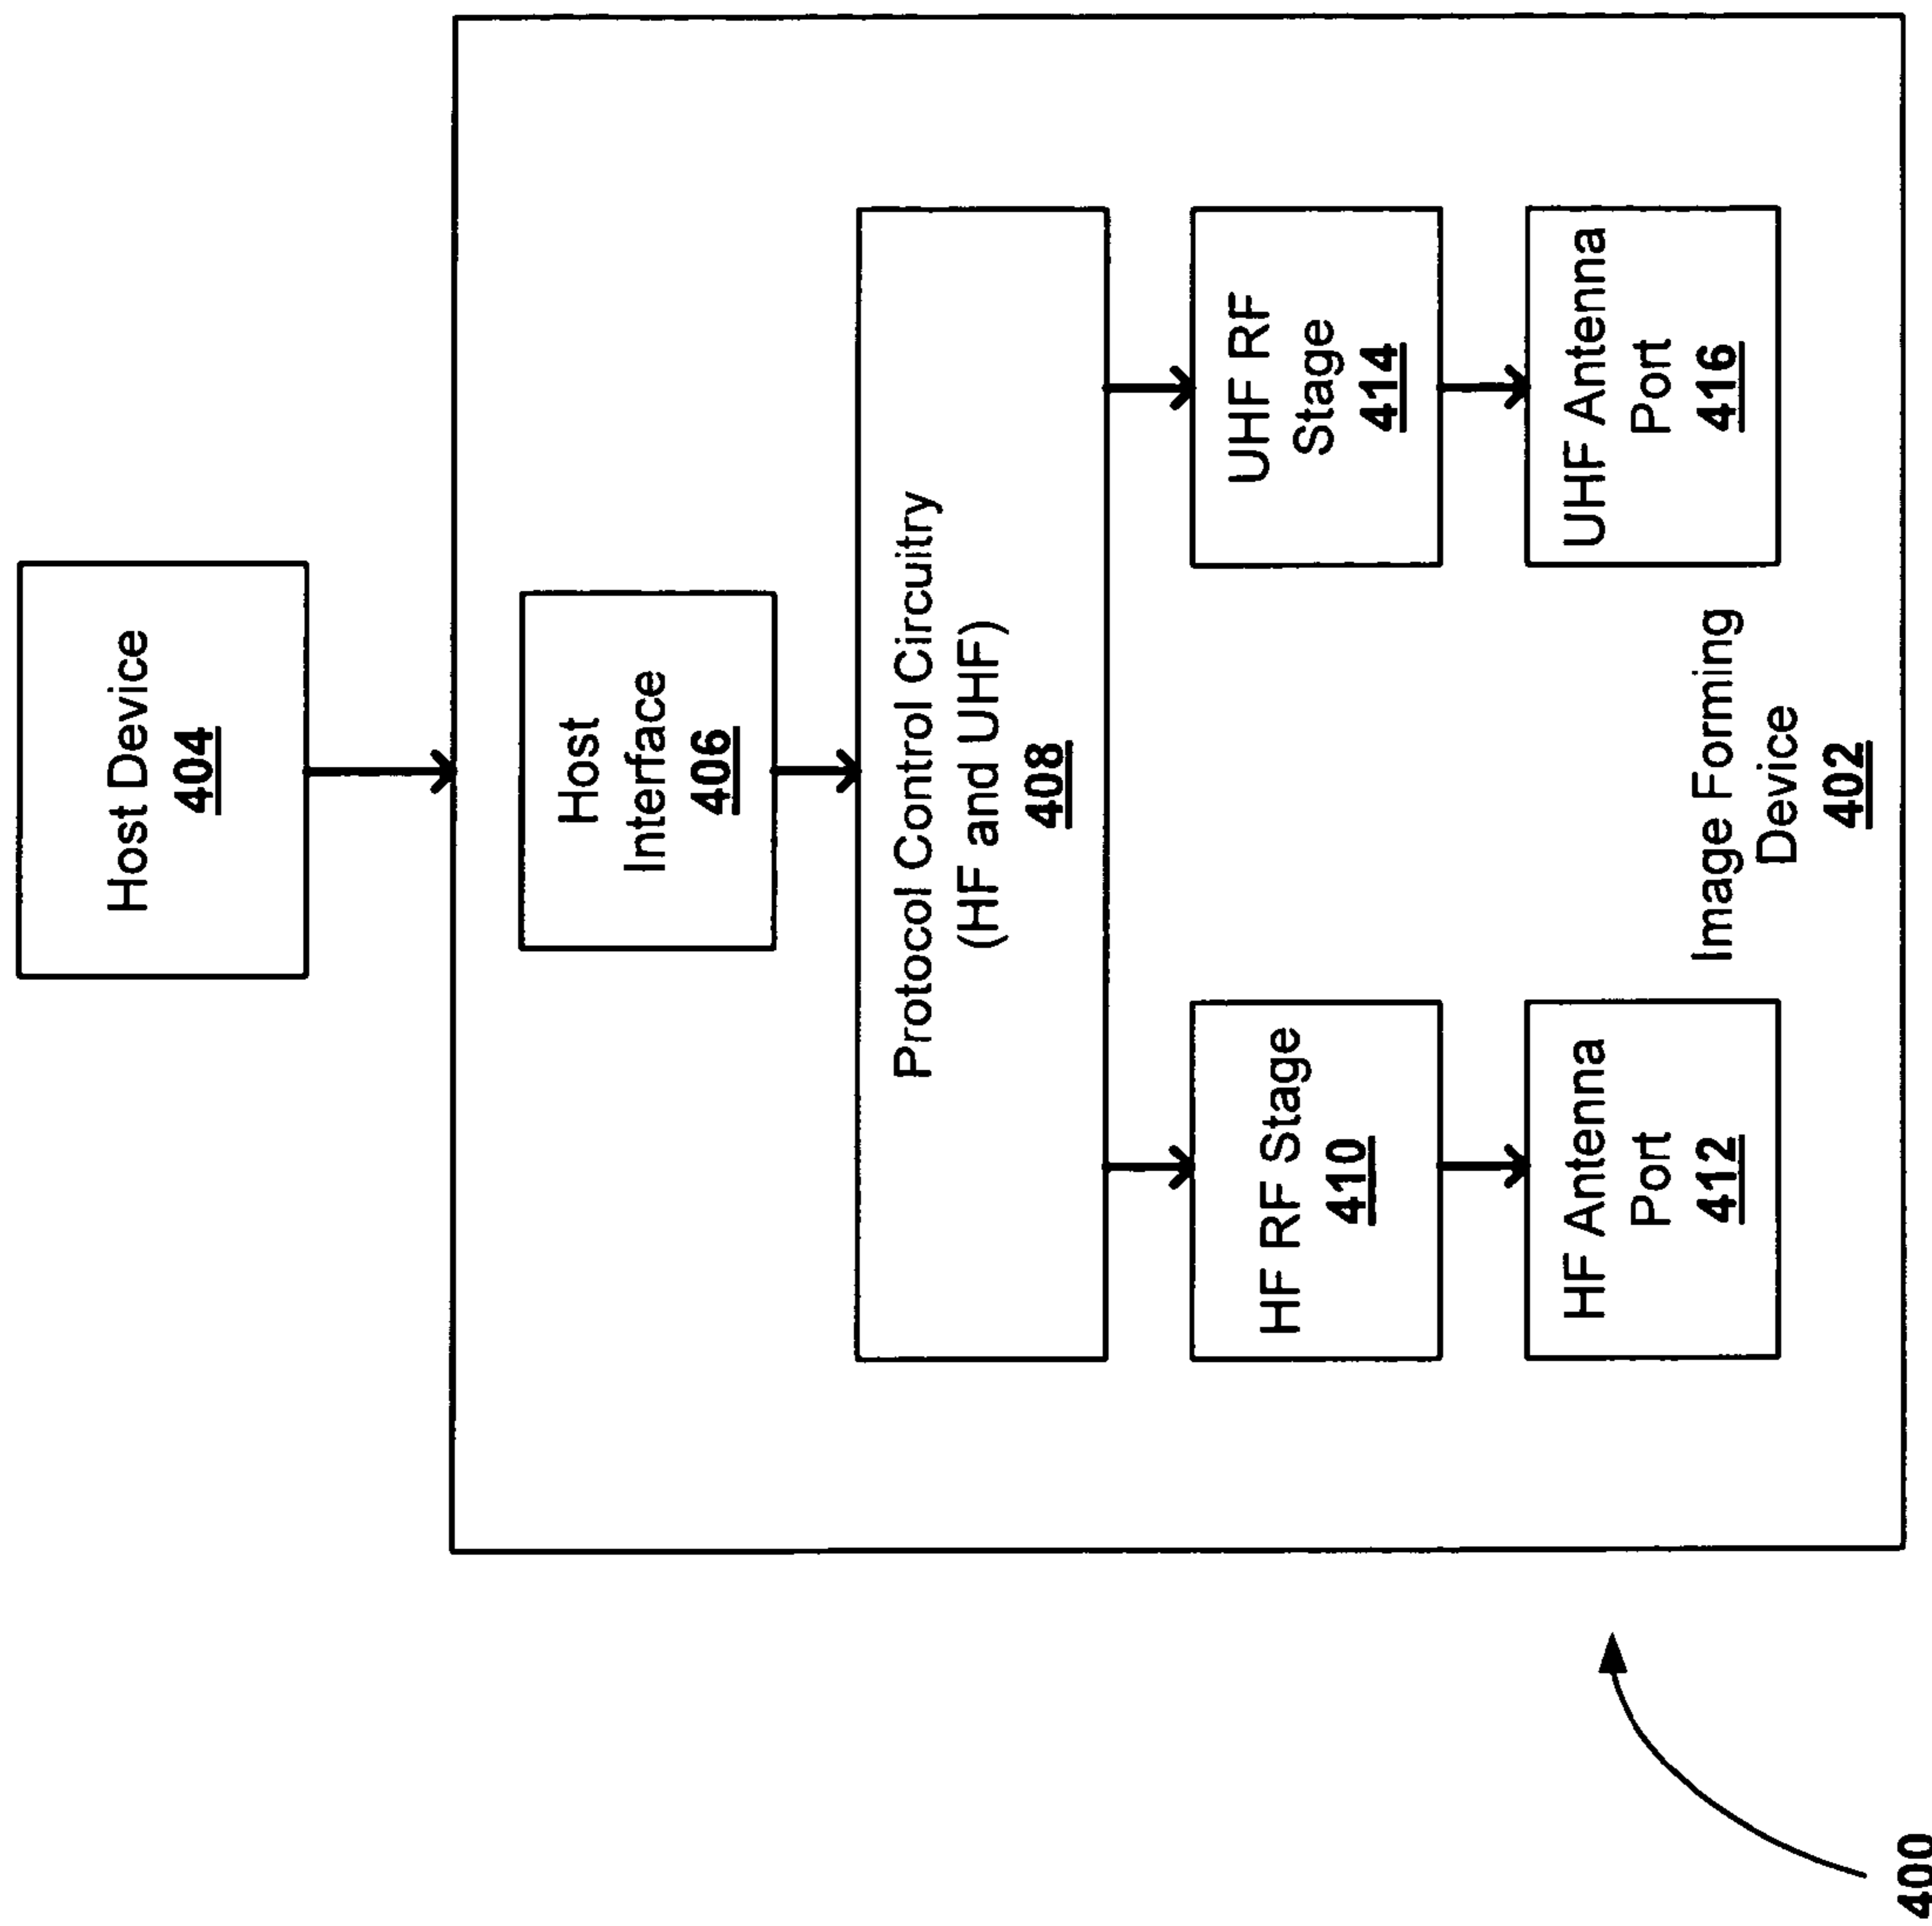 Host Device
404
Host
Interface
406
Protocol Control Circuitry
(HF and UHF)
408
HF RF Stage
410
UHF RF
Stage
414
HF Antenna
Port
412
UHF Antenna
Port
416
Image Forming
Device
402
400